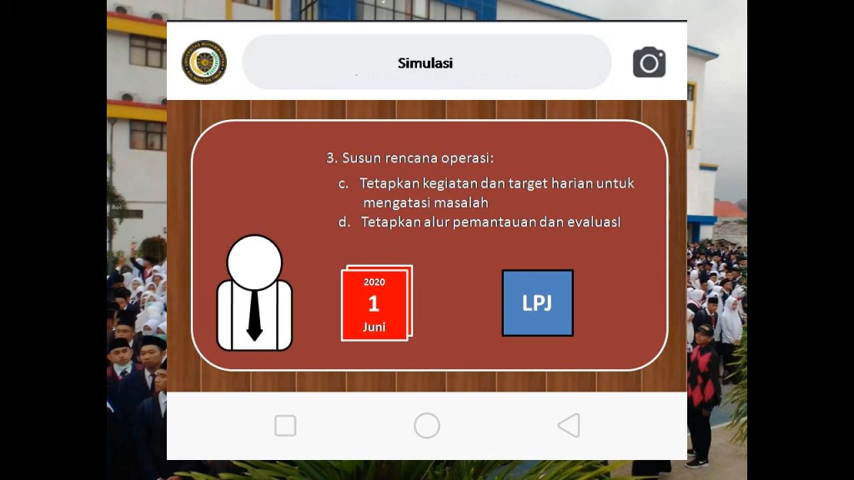 Simulasi
3. Susun rencana operasi:
c. Tetapkan kegiatan dan target harian untuk
mengatasi masalah
d. Tetapkan alur pemantauan dan evaluasI
2020
1
Juni
LPJ